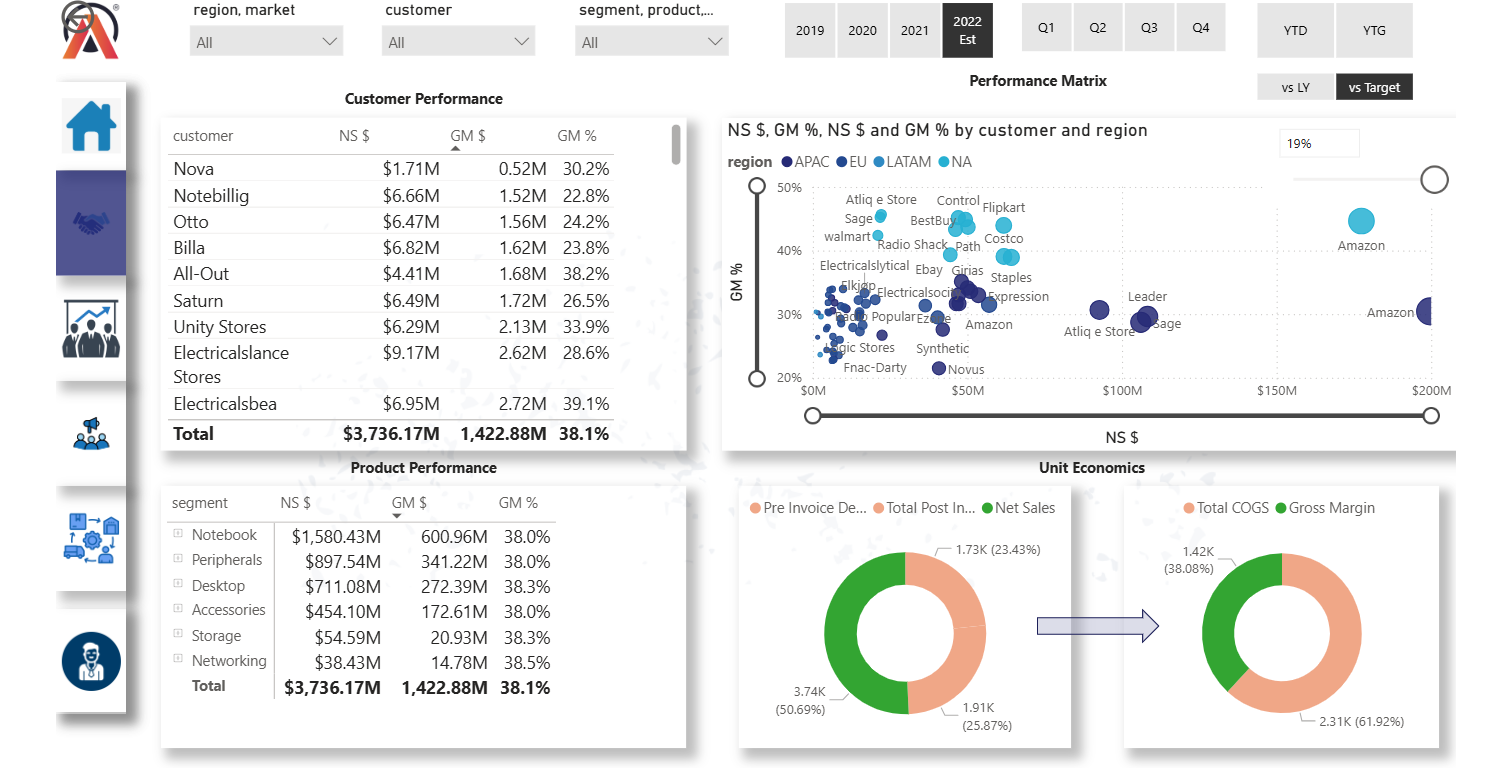 region, market
customer
segment, product,...
All
All
All
2019
2020
2021
2022
Est
Q1
Q2
Q3
Q4
YTD
YTG
vs LY
vs Target
Customer Performance
customer NS $ GM $ GM %
Nova $1.71M 0.52M 30.2%
Notebillig $6.66M 1.52M 22.8%
Otto $6.47M 1.56M 24.2%
Billa $6.82M 1.62M 23.8%
All-Out $4.41M 1.68M 38.2%
Saturn $6.49M 1.72M 26.5%
Unity Stores $6.29M 2.13M 33.9%
Electricalslance $9.17M 2.62M 28.6%
Stores
Electricalsbea $6.95M 2.72M 39.1%
Total $3,736.17M 1,422.88M 38.1%
Performance Matrix
NS $, GM %, NS $ and GM % by customer and region
19%
region APAC EU LATAM NA
GM %
50%
40%
30%
20%
Atliq e Store
Control
Flipkart
Sage
BestBuy
walmart
Radio Shack
Path
Costco
Amazon
Electricalslytical
Ebay
Girias
Staples
Elkjøp
Electricalsocity
Expression
Leader
Radio Popular
Amazon
Atliq e Store
Sage
Amazon
Logic Stores
Synthetic
Fnac-Darty
Novus
$0M $50M $100M $150M $200M
NS $
Product Performance
segment NS $ GM $ GM %
Notebook $1,580.43M 600.96M 38.0%
Peripherals $897.54M 341.22M 38.0%
Desktop $711.08M 272.39M 38.3%
Accessories $454.10M 172.61M 38.0%
Storage $54.59M 20.93M 38.3%
Networking $38.43M 14.78M 38.5%
Total $3,736.17M 1,422.88M 38.1%
Unit Economics
Pre Invoice De... Total Post In... Net Sales
1.73K (23.43%)
3.74K
(50.69%)
1.91K
(25.87%)
Total COGS Gross Margin
1.42K
(38.08%)
2.31K (61.92%)